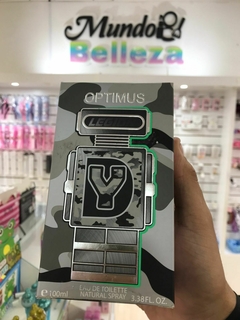 Mundo
Belleza
OPTIMUS
Y
EAU DE TOILETTE
NATURAL SPRAY
e 100ml
3.38FL. OZ.